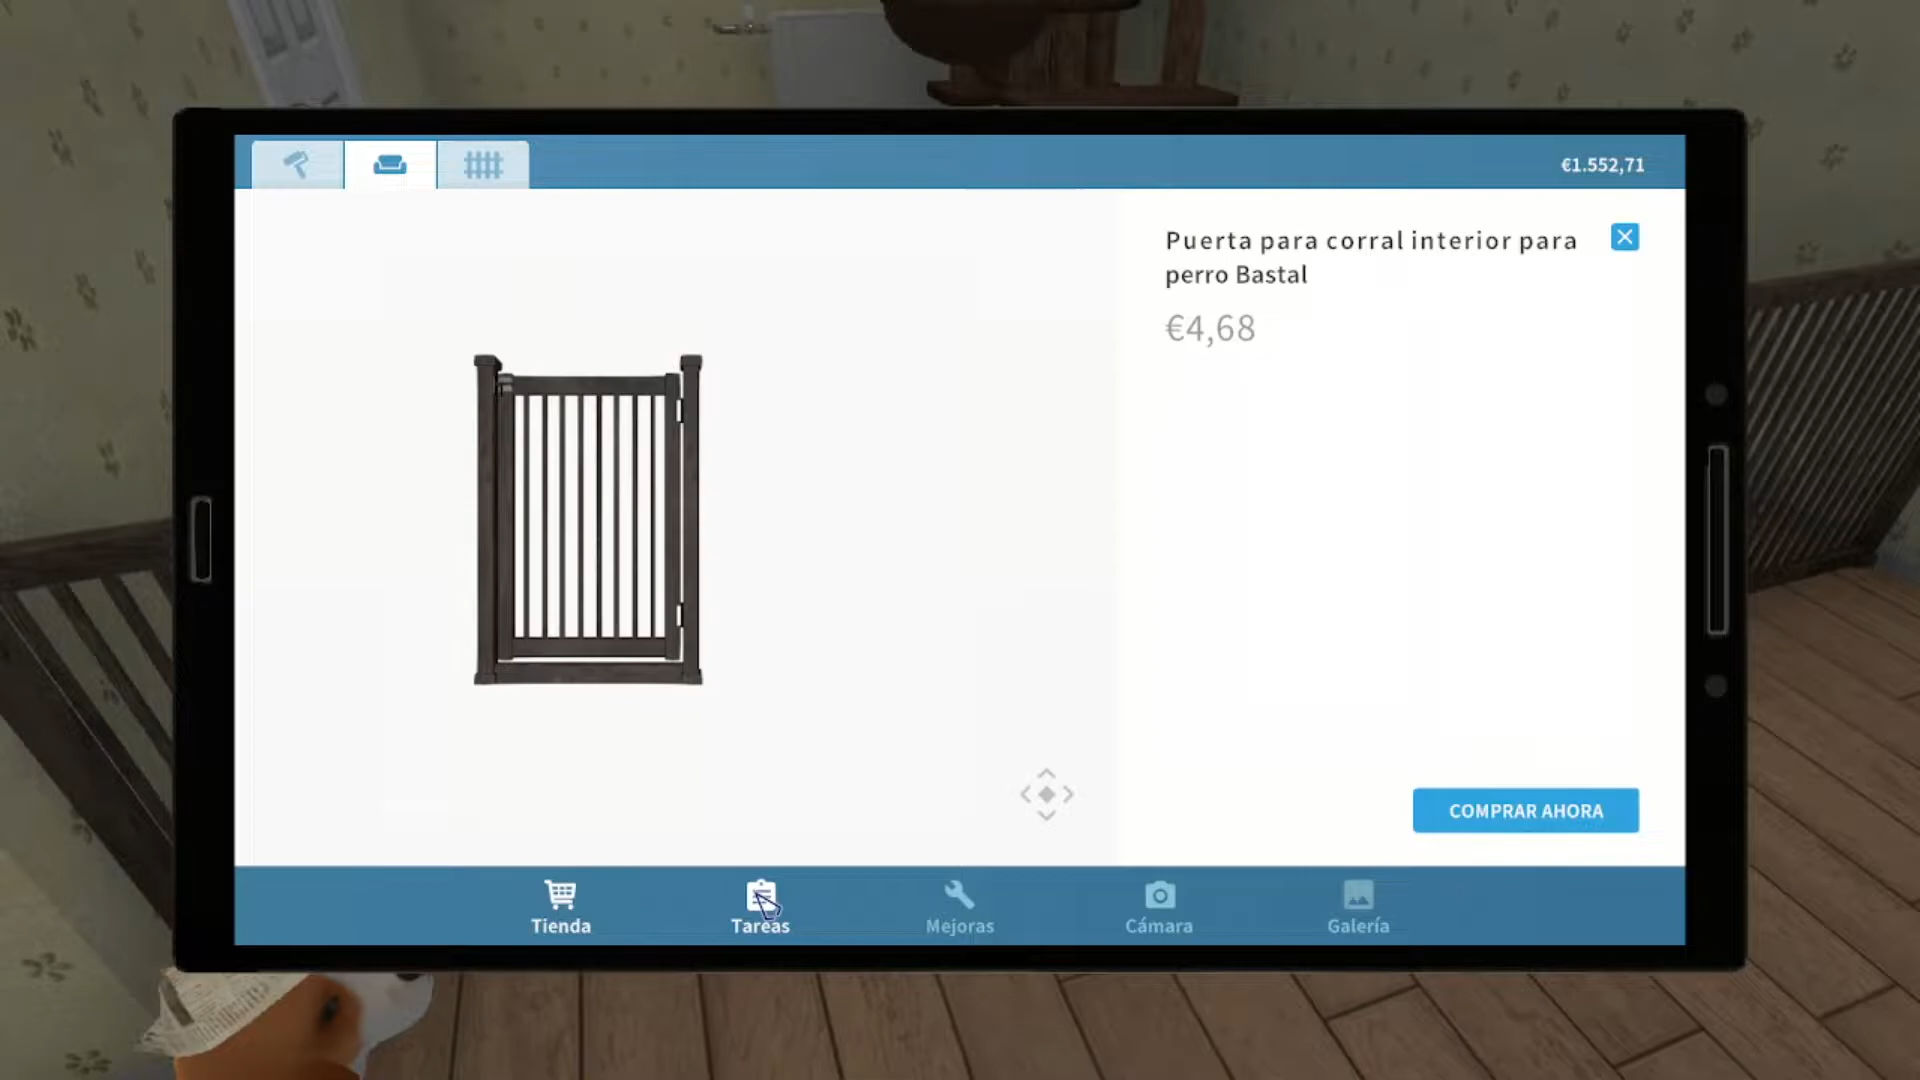 €1.552,71
Puerta para corral interior para
perro Bastal
€4,68
COMPRAR AHORA
Tienda
Tareas
Mejoras
Cámara
Galería